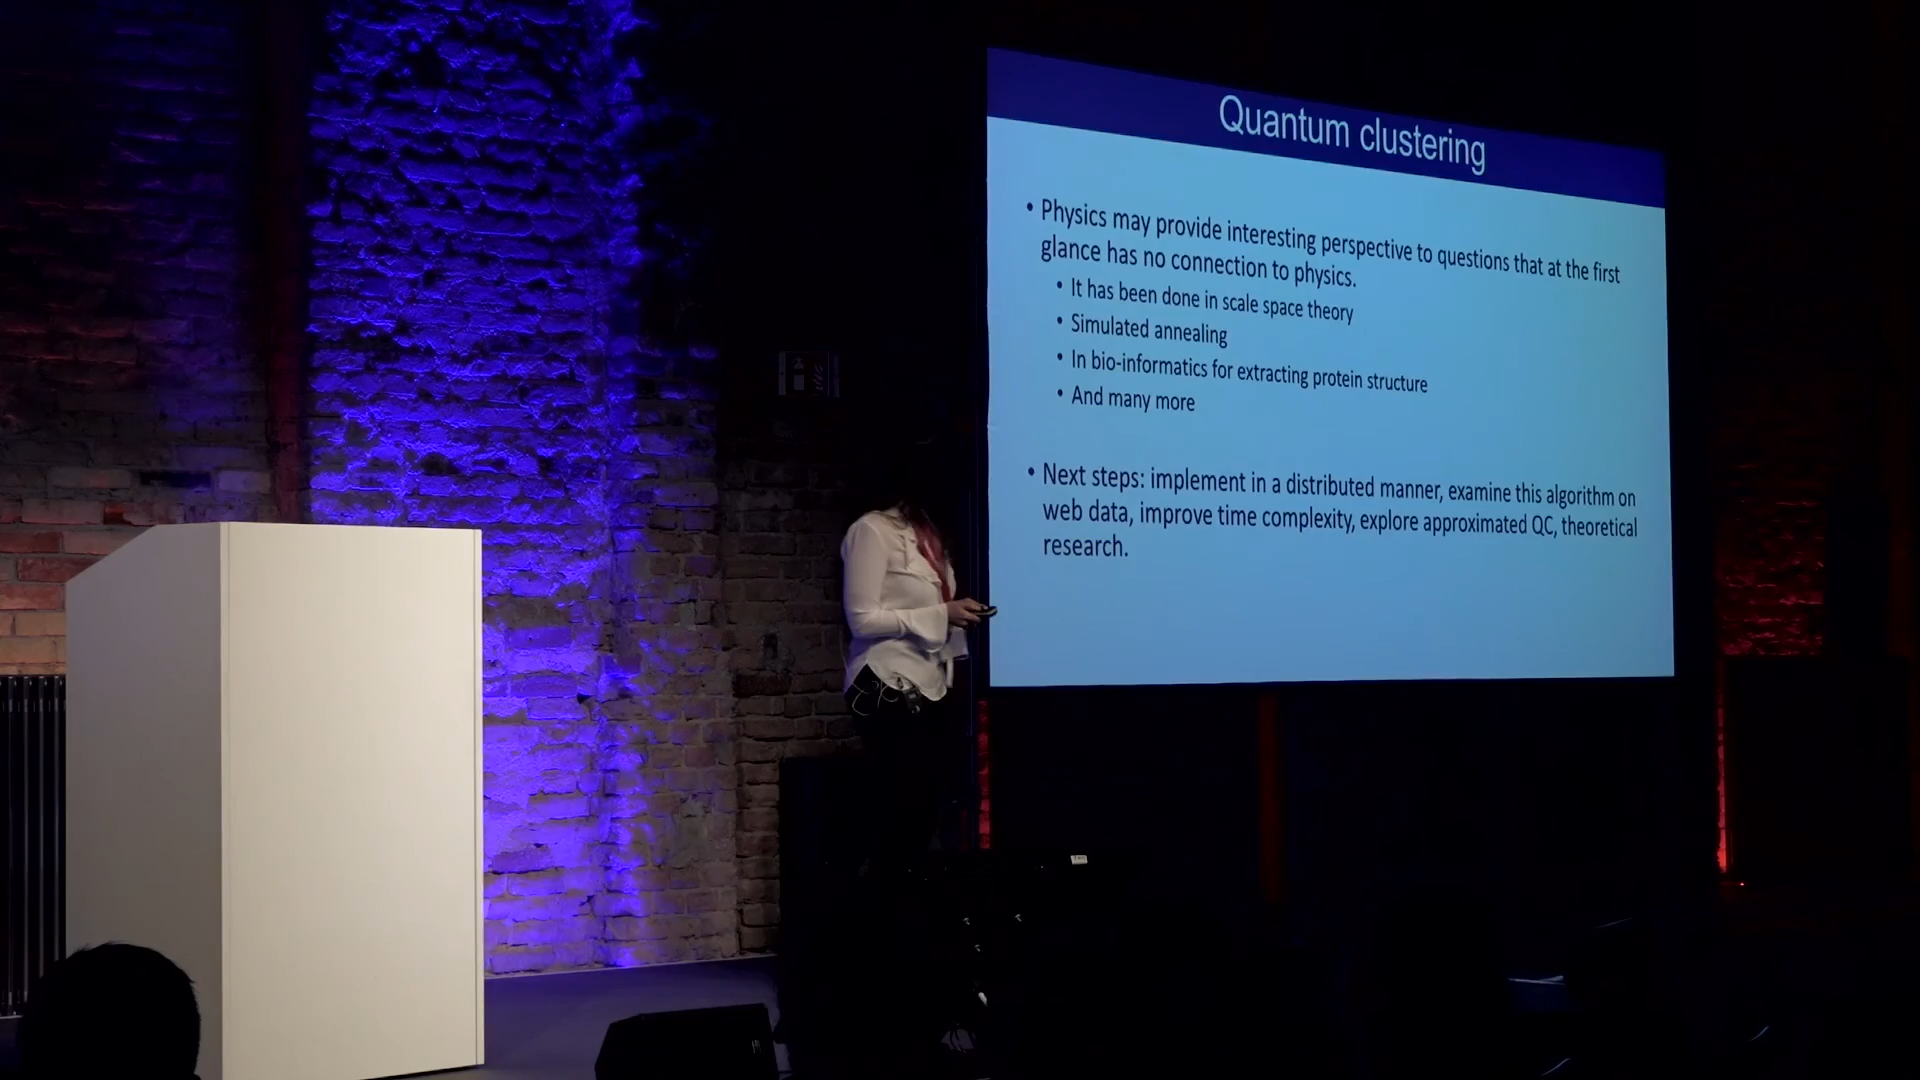 Quantum clustering
• Physics may provide interesting perspective to questions that at the first
glance has no connection to physics.
• It has been done in scale space theory
• Simulated annealing
• In bio-informatics for extracting protein structure
• And many more
• Next steps: implement in a distributed manner, examine this algorithm on
web data, improve time complexity, explore approximated QC, theoretical
research.